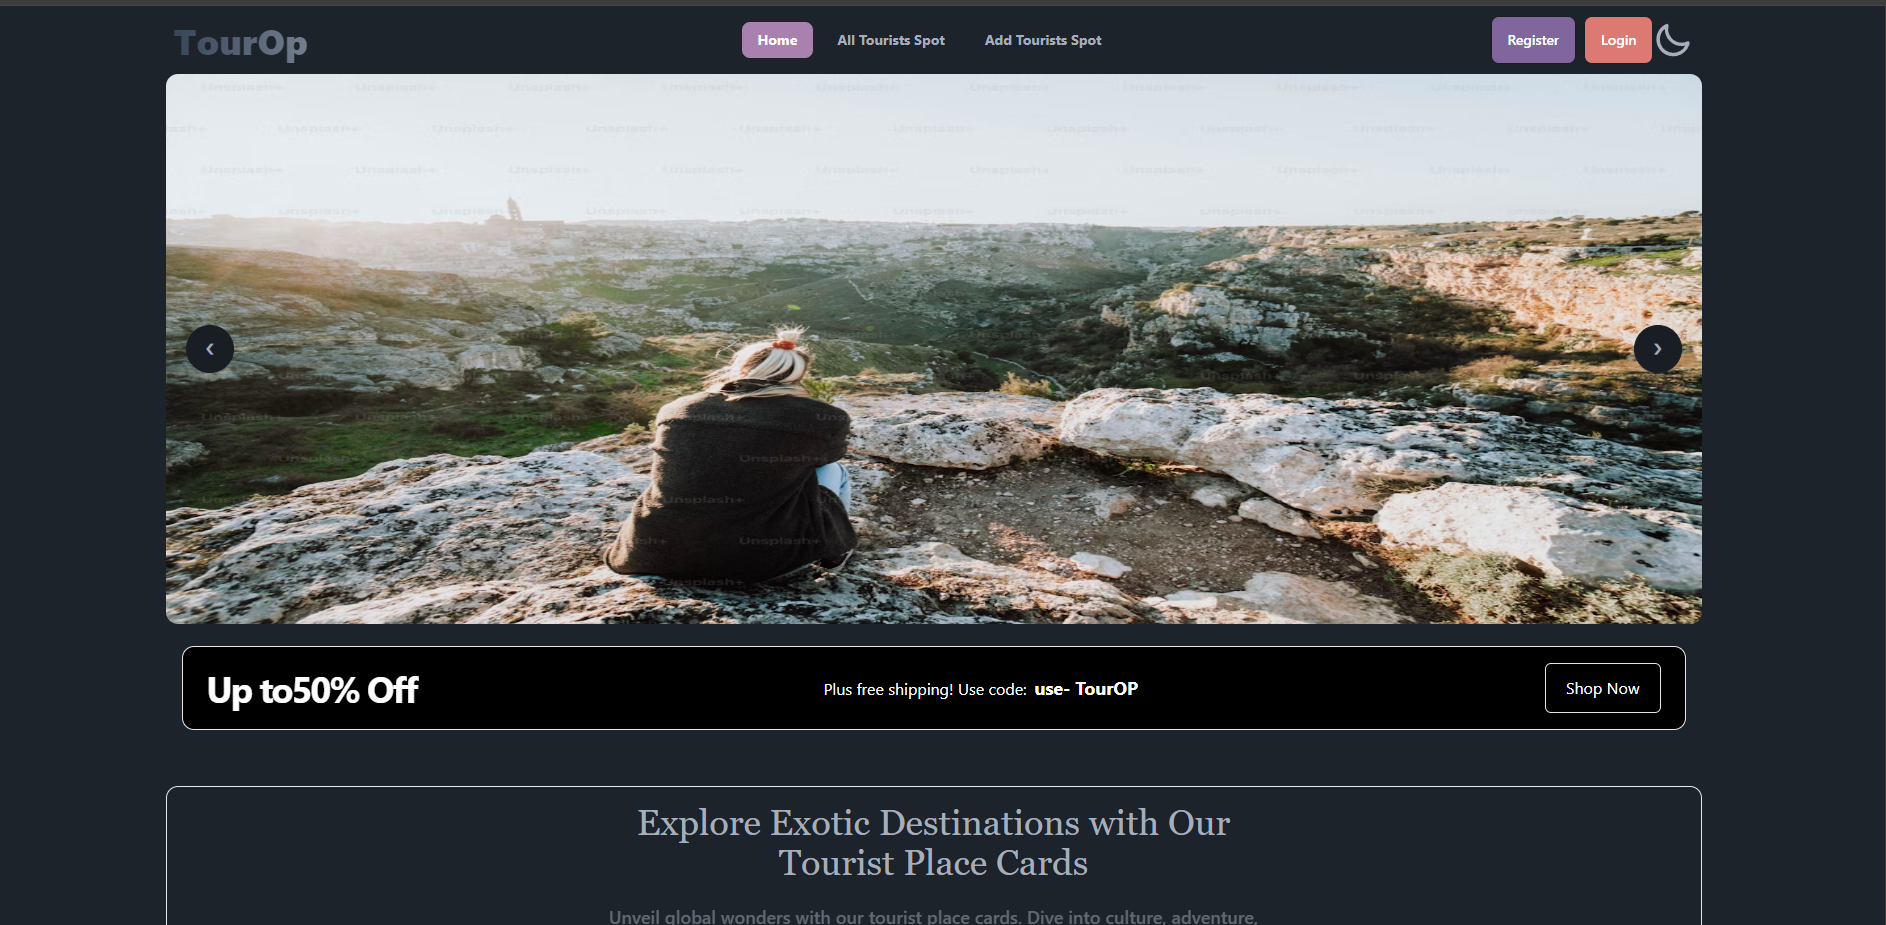 TourOp
Home
All Tourists Spot
Add Tourists Spot
Register
Login
Unsplash+
Up to50% Off
Plus free shipping! Use code: use- TourOP
Shop Now
Explore Exotic Destinations with Our
Tourist Place Cards
Unveil global wonders with our tourist place cards. Dive into culture, adventure,